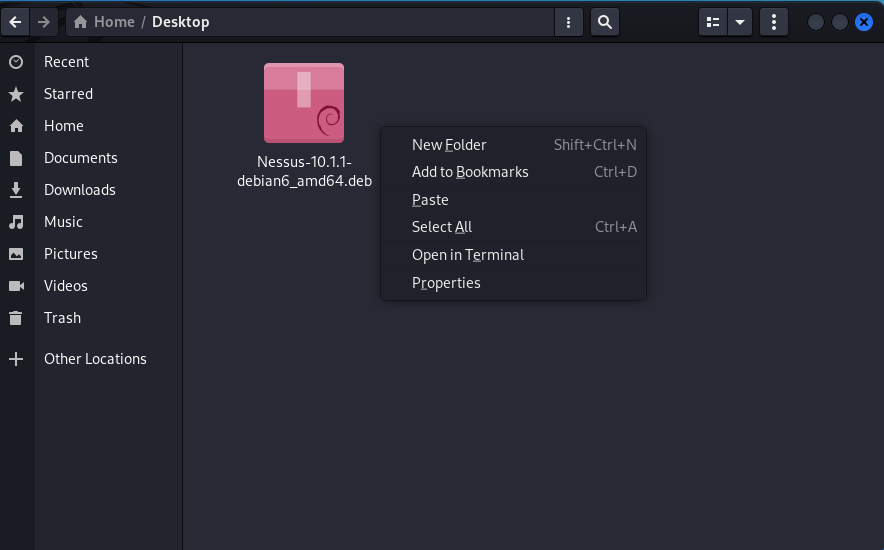 Home / Desktop
Recent
Starred
Home
Documents
Downloads
Music
Pictures
Videos
Trash
Other Locations
Nessus-10.1.1-
debian6_amd64.deb
New Folder Shift+Ctrl+N
Add to Bookmarks Ctrl+D
Paste
Select All Ctrl+A
Open in Terminal
Properties